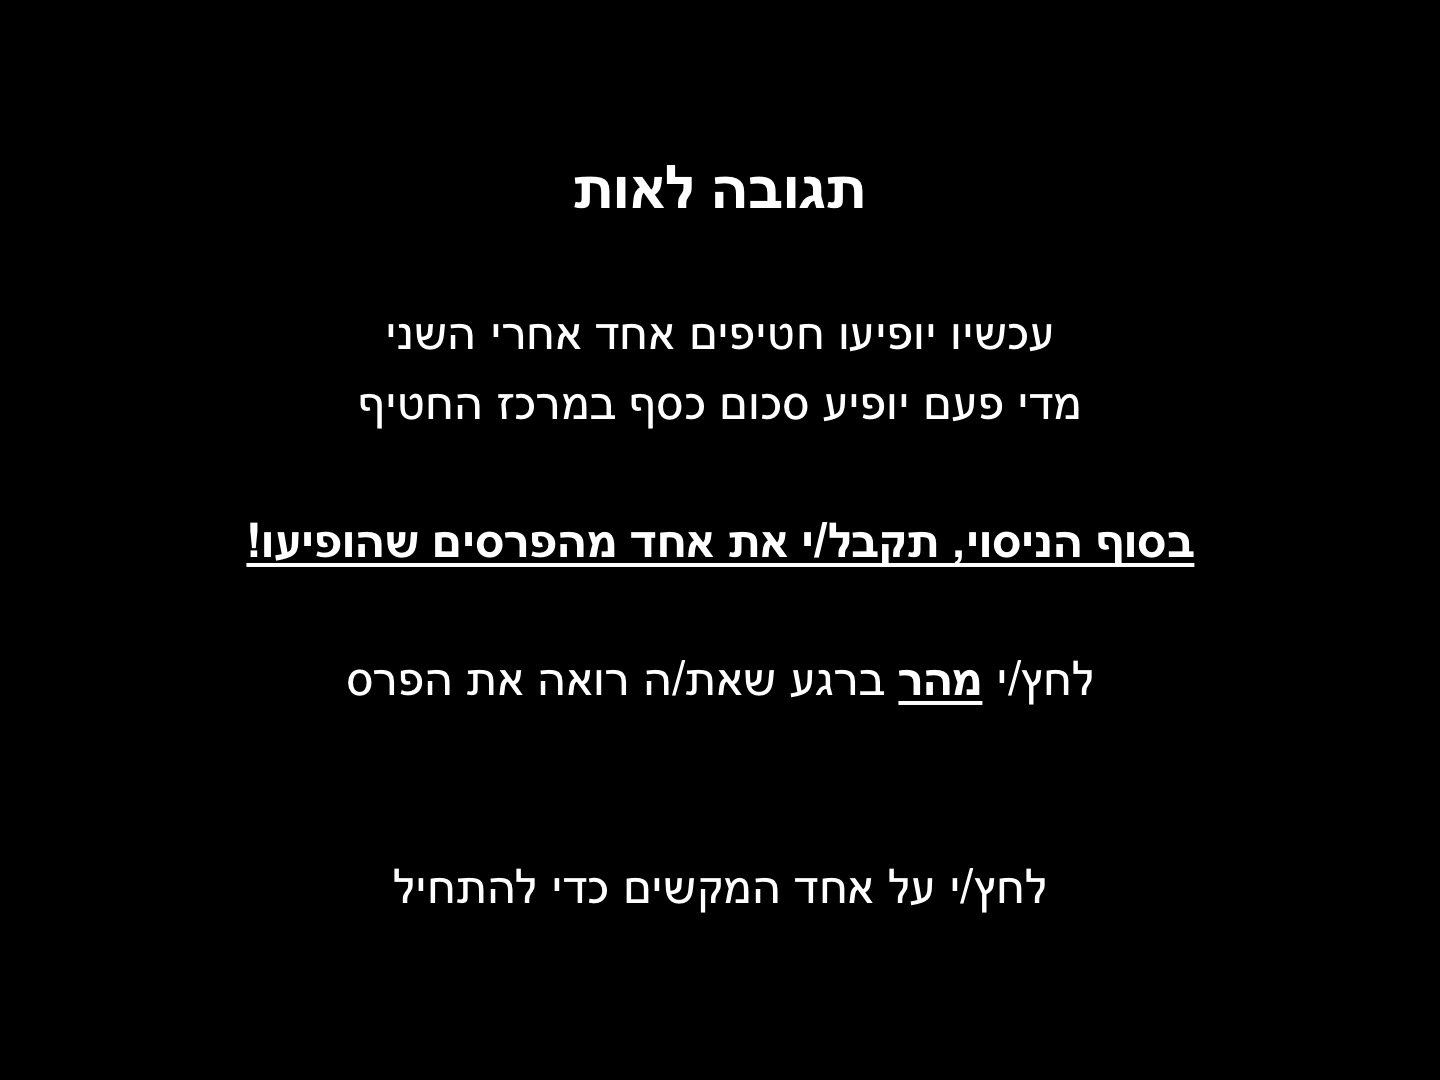 תגובה לאות
עכשיו יופיעו חטיפים אחד אחרי השני
מדי פעם יופיע סכום כסף במרכז החטיף
בסוף הניסוי, תקבל/י את אחד מהפרסים שהופיעו!
לחץ/י מהר ברגע שאת/ה רואה את הפרס
לחץ/י על אחד המקשים כדי להתחיל